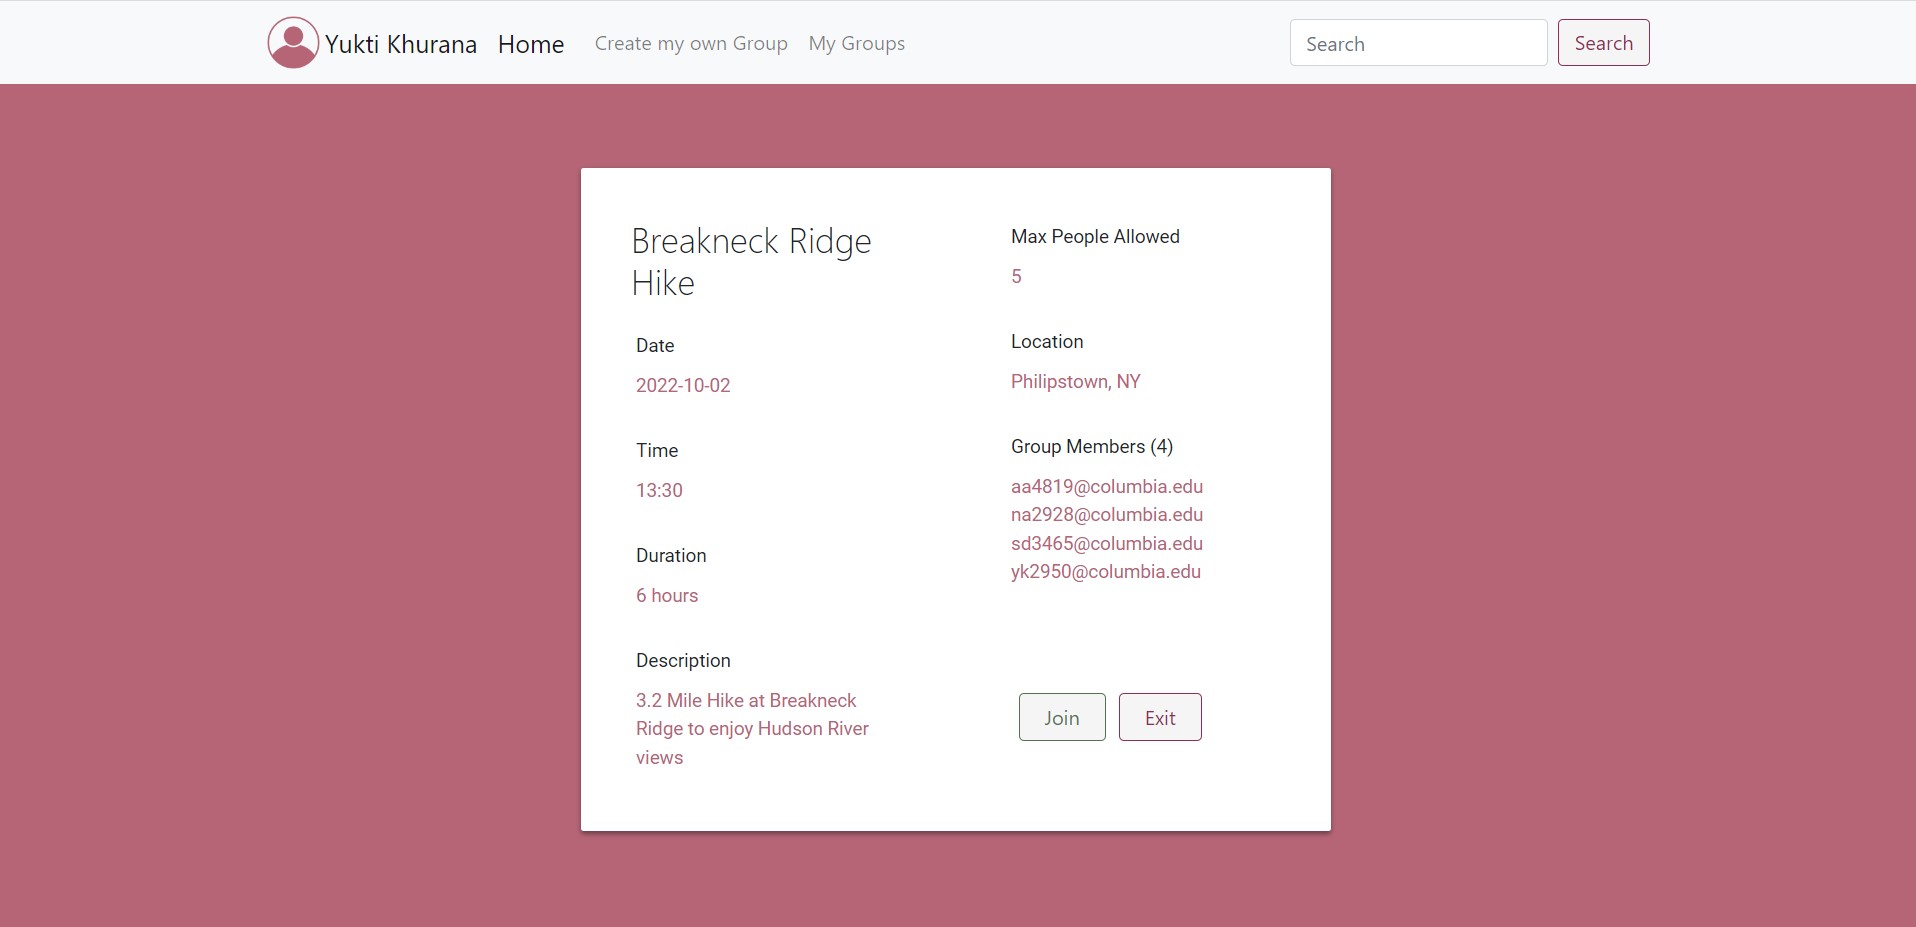 Yukti Khurana Home Create my own Group My Groups Search Search
Breakneck Ridge
Hike
Date
2022-10-02
Time
13:30
Duration
6 hours
Description
3.2 Mile Hike at Breakneck
Ridge to enjoy Hudson River
views
Max People Allowed
5
Location
Philipstown, NY
Group Members (4)
aa4819@columbia.edu
na2928@columbia.edu
sd3465@columbia.edu
yk2950@columbia.edu
Join Exit